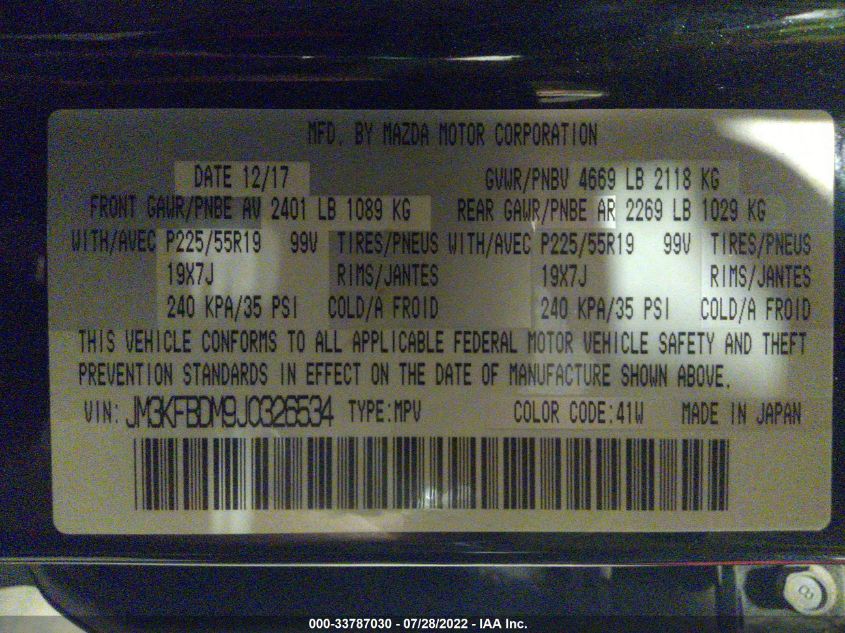 MFD. BY MAZDA MOTOR CORPORATION
DATE 12/17 GVWR/PNBV 4669 LB 2118 KG
FRONT GAWR/PNBE AV 2401 LB 1089 KG REAR GAWR/PNBE AR 2269 LB 1029 KG
WITH/AVEC P225/55R19 99V TIRES/PNEUS WITH/AVEC P225/55R19 99V TIRES/PNEUS
19X7J RIMS/JANTES 19X7J RIMS/JANTES
240 KPA/35 PSI COLD/A FROID 240 KPA/35 PSI COLD/A FROID
THIS VEHICLE CONFORMS TO ALL APPLICABLE FEDERAL MOTOR VEHICLE SAFETY AND THEFT
PREVENTION STANDARDS IN EFFECT ON THE DATE OF MANUFACTURE SHOWN ABOVE.
VIN: JM3KFBDM9J0326534 TYPE:MPV COLOR CODE:41W MADE IN JAPAN
8
000-33787030 - 07/28/2022 - IAA Inc.